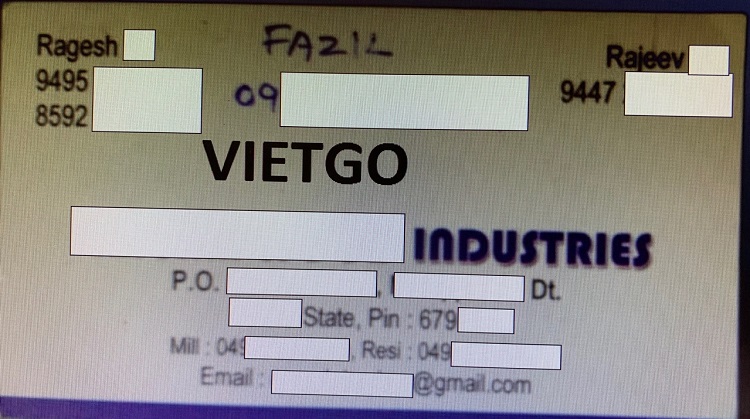 Ragesh
FAZIL
Rajeev
9495
09
9447
8592
VIETGO
INDUSTRIES
P.O. , Dt.
State, Pin : 679
Mill : 049 , Resi : 049
Email : @gmail.com